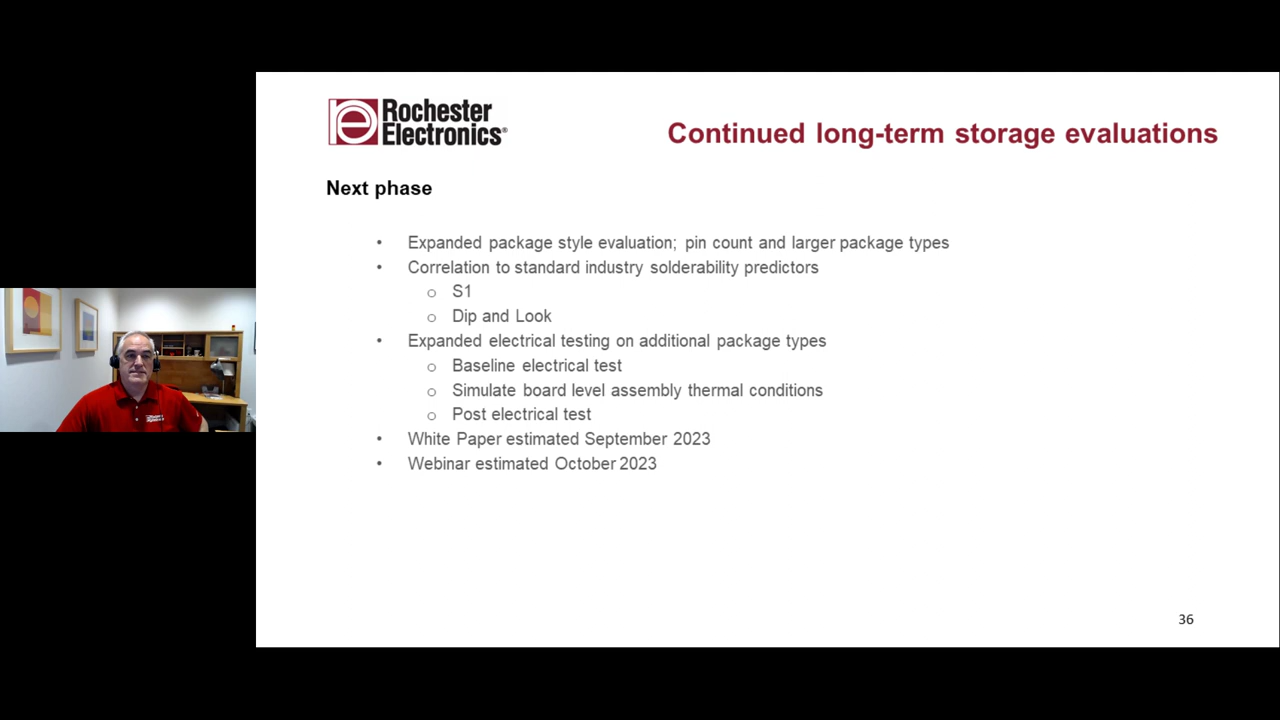 Rochester
Electronics®
Continued long-term storage evaluations
Next phase
• Expanded package style evaluation; pin count and larger package types
• Correlation to standard industry solderability predictors
o S1
o Dip and Look
• Expanded electrical testing on additional package types
o Baseline electrical test
o Simulate board level assembly thermal conditions
o Post electrical test
• White Paper estimated September 2023
• Webinar estimated October 2023
36